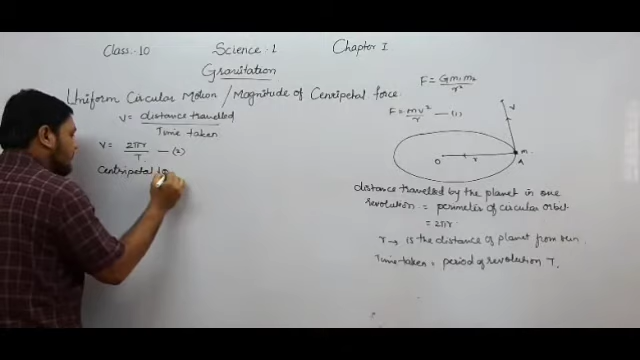 Class:- 10 Science - 1 Chapter 1
Gravitation
Uniform Circular Motion / Magnitude of Centripetal force.
V = distance travelled
Time taken
V = 2πr
T. — (2)
Centripetal fo
F = Gm₁m₂
r²
F = mv²
r — (1)
v
m
O r A
distance travelled by the planet in one
revolution = perimeter of circular orbit
= 2πr
r → is the distance of planet from sun.
Time taken = period of revolution T.